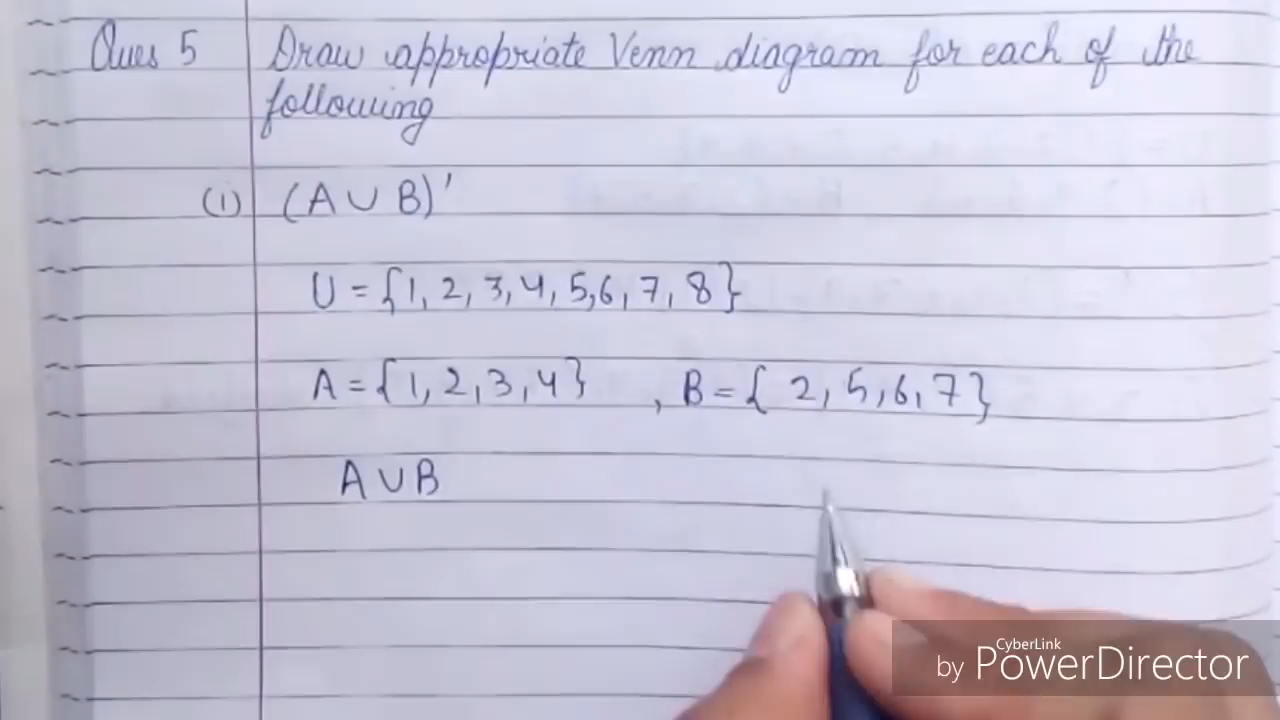 Ques 5 Draw appropriate Venn diagram for each of the
following
(i) (A ∪ B)'
U = {1, 2, 3, 4, 5, 6, 7, 8}
A = {1, 2, 3, 4} , B = { 2, 5, 6, 7}
A ∪ B
CyberLink
by PowerDirector